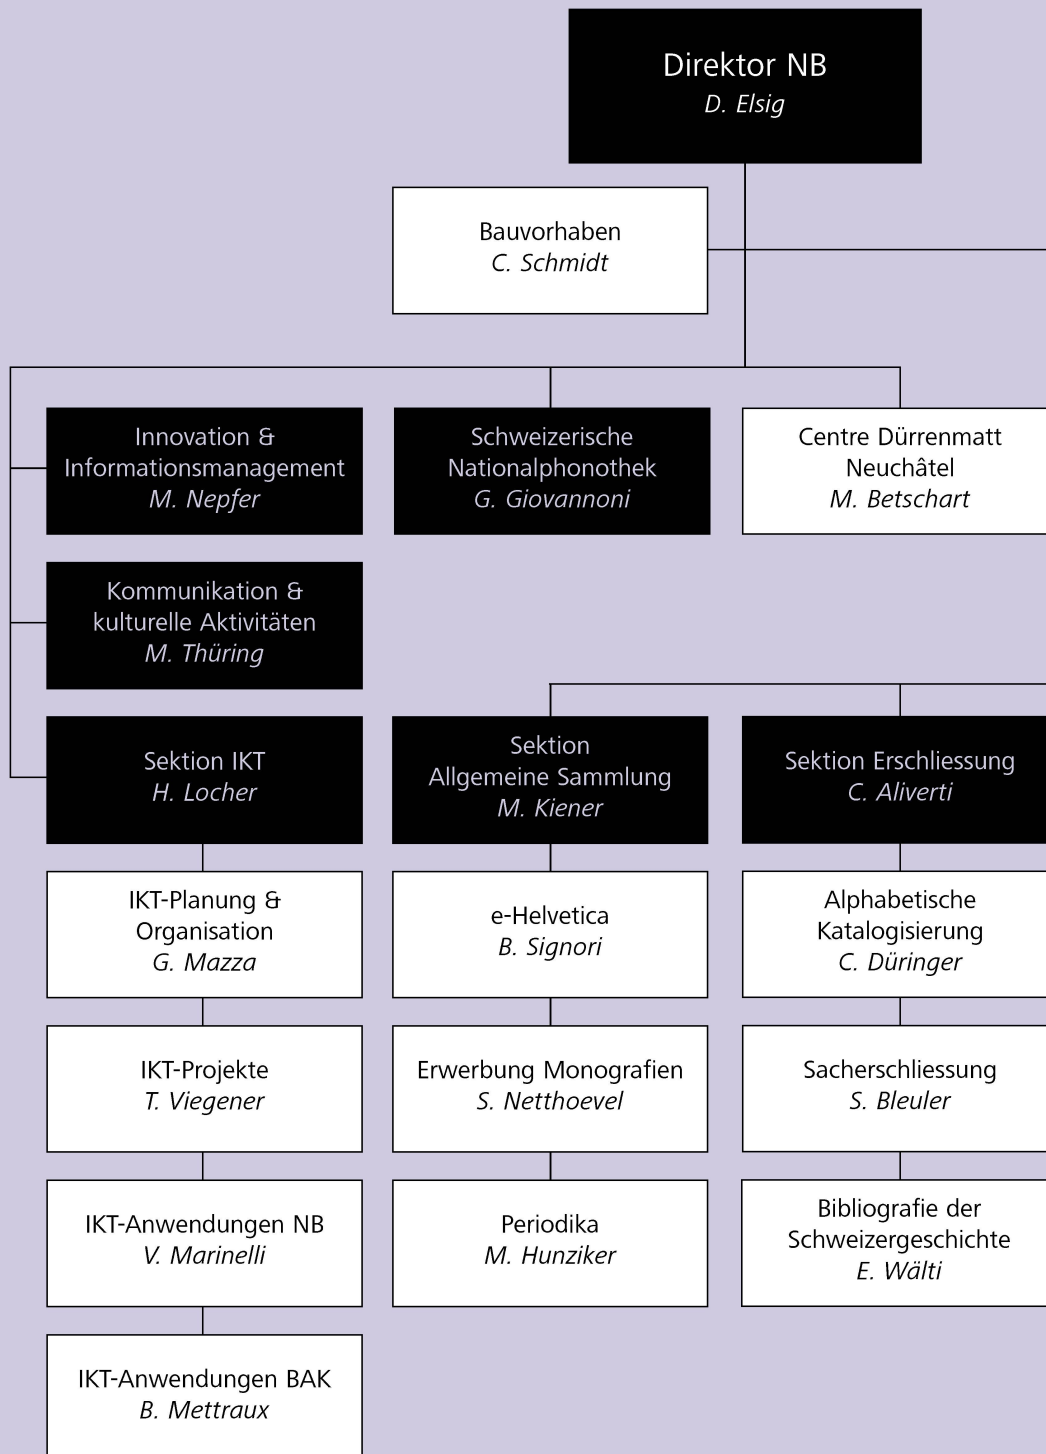 Direktor NB
D. Elsig
Bauvorhaben
C. Schmidt
Innovation &
Informationsmanagement
M. Nepfer
Schweizerische
Nationalphonothek
G. Giovannoni
Centre Dürrenmatt
Neuchâtel
M. Betschart
Kommunikation &
kulturelle Aktivitäten
M. Thüring
Sektion IKT
H. Locher
Sektion
Allgemeine Sammlung
M. Kiener
Sektion Erschliessung
C. Aliverti
IKT-Planung &
Organisation
G. Mazza
e-Helvetica
B. Signori
Alphabetische
Katalogisierung
C. Düringer
IKT-Projekte
T. Viegener
Erwerbung Monografien
S. Netthoevel
Sacherschliessung
S. Bleuler
IKT-Anwendungen NB
V. Marinelli
Periodika
M. Hunziker
Bibliografie der
Schweizergeschichte
E. Wälti
IKT-Anwendungen BAK
B. Mettraux